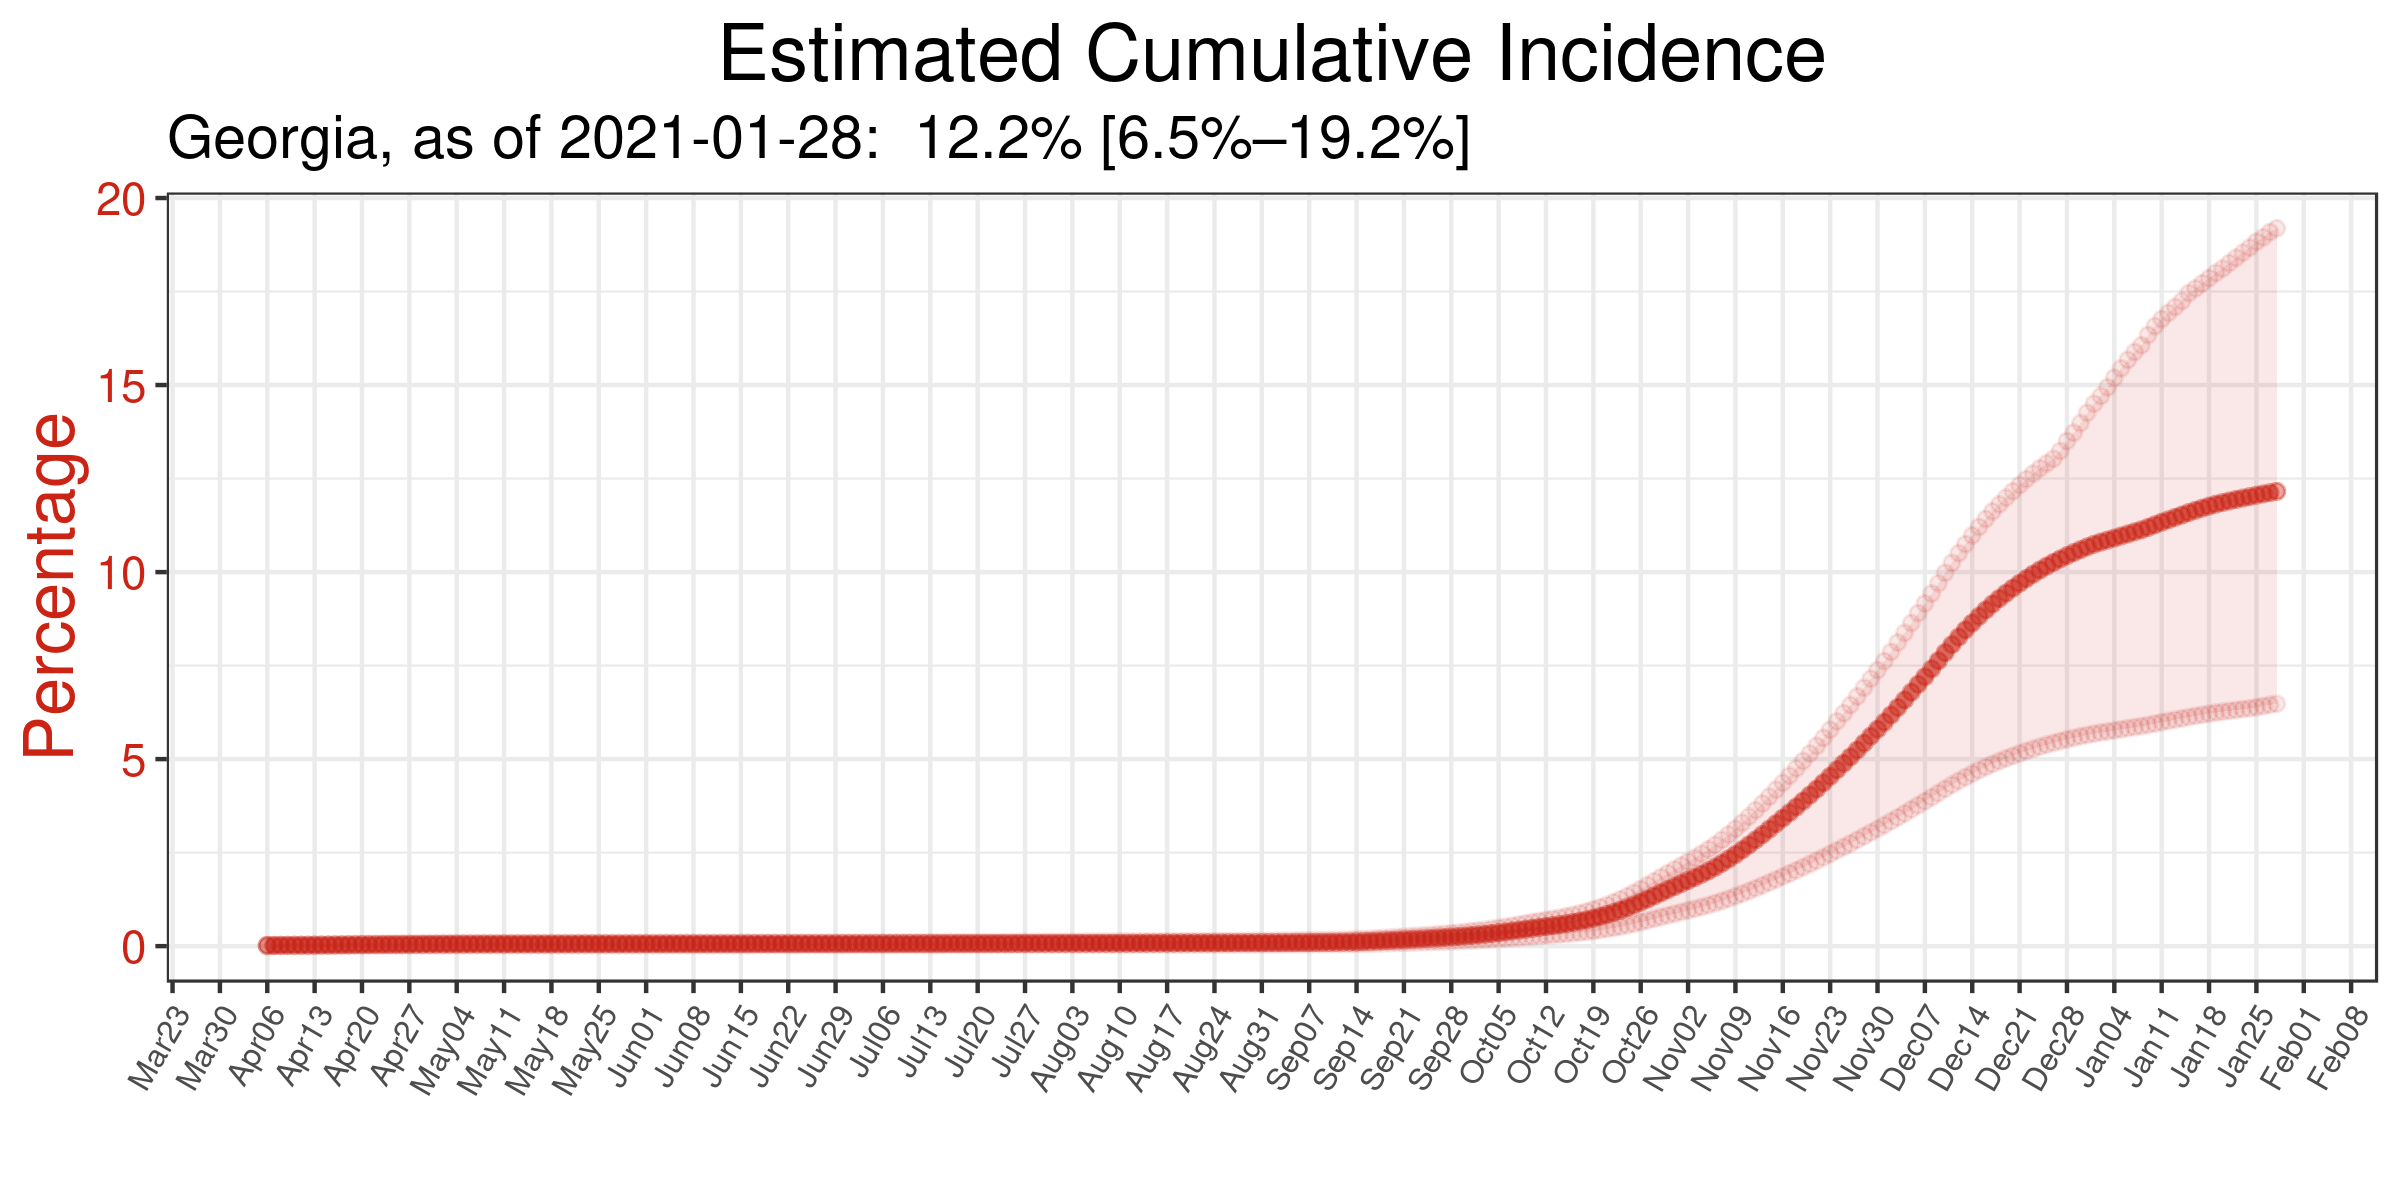 Estimated Cumulative Incidence
Georgia, as of 2021-01-28:  12.2% [6.5%–19.2%]
Percentage
20
15
10
5
0
Mar23 Mar30 Apr06 Apr13 Apr20 Apr27 May04 May11 May18 May25 Jun01 Jun08 Jun15 Jun22 Jun29 Jul06 Jul13 Jul20 Jul27 Aug03 Aug10 Aug17 Aug24 Aug31 Sep07 Sep14 Sep21 Sep28 Oct05 Oct12 Oct19 Oct26 Nov02 Nov09 Nov16 Nov23 Nov30 Dec07 Dec14 Dec21 Dec28 Jan04 Jan11 Jan18 Jan25 Feb01 Feb08